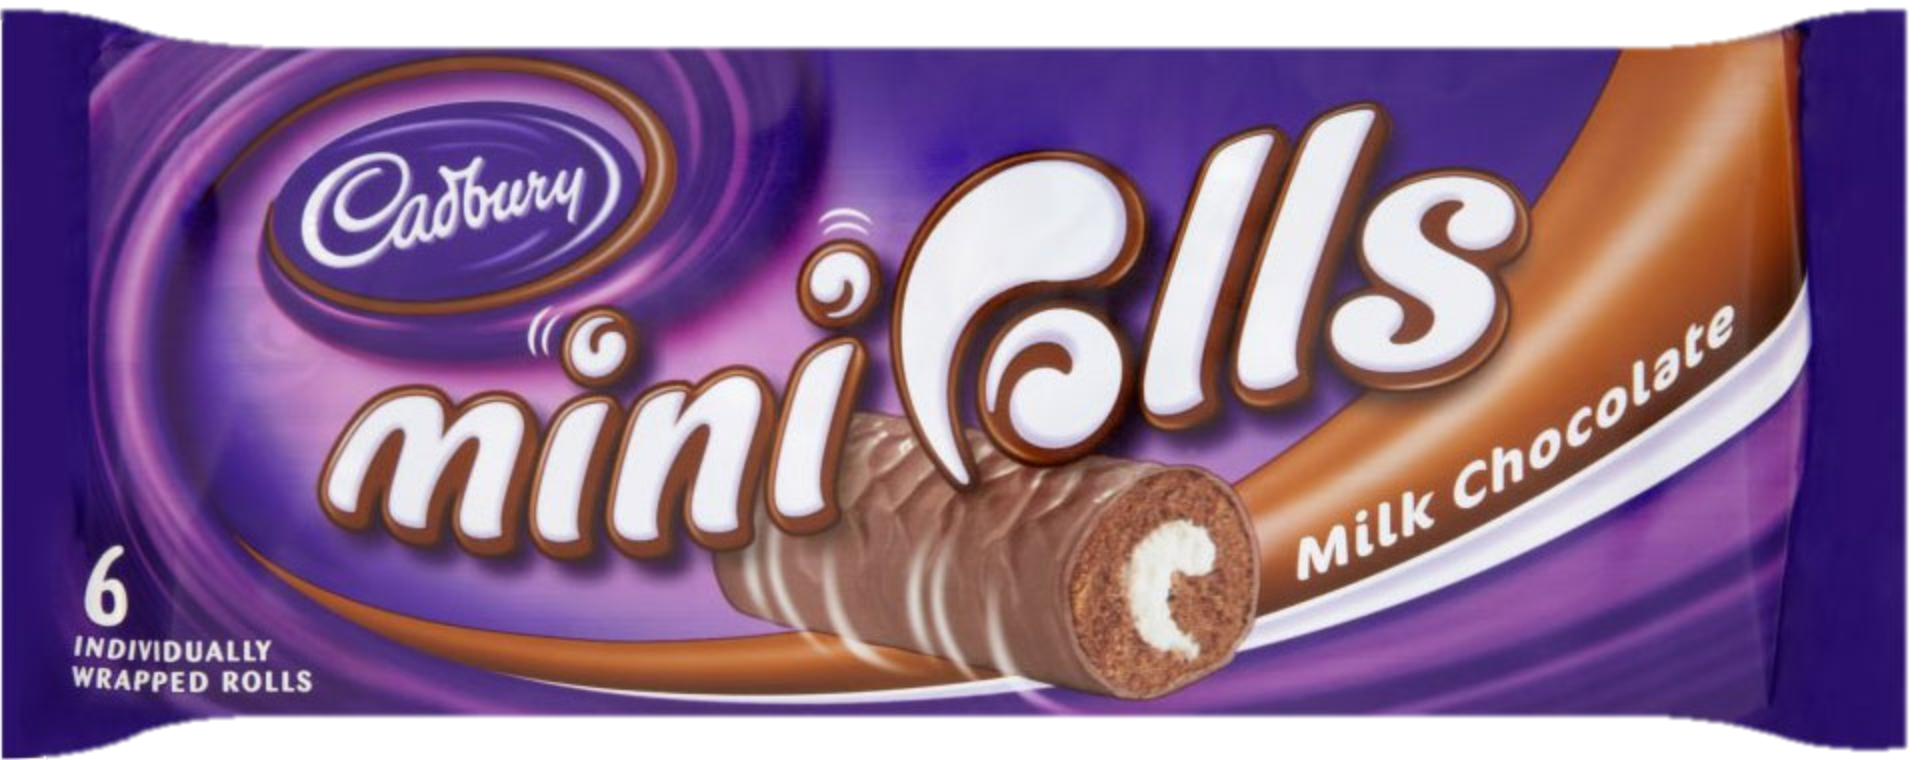 Cadbury
mini rolls
Milk Chocolate
6
INDIVIDUALLY
WRAPPED ROLLS